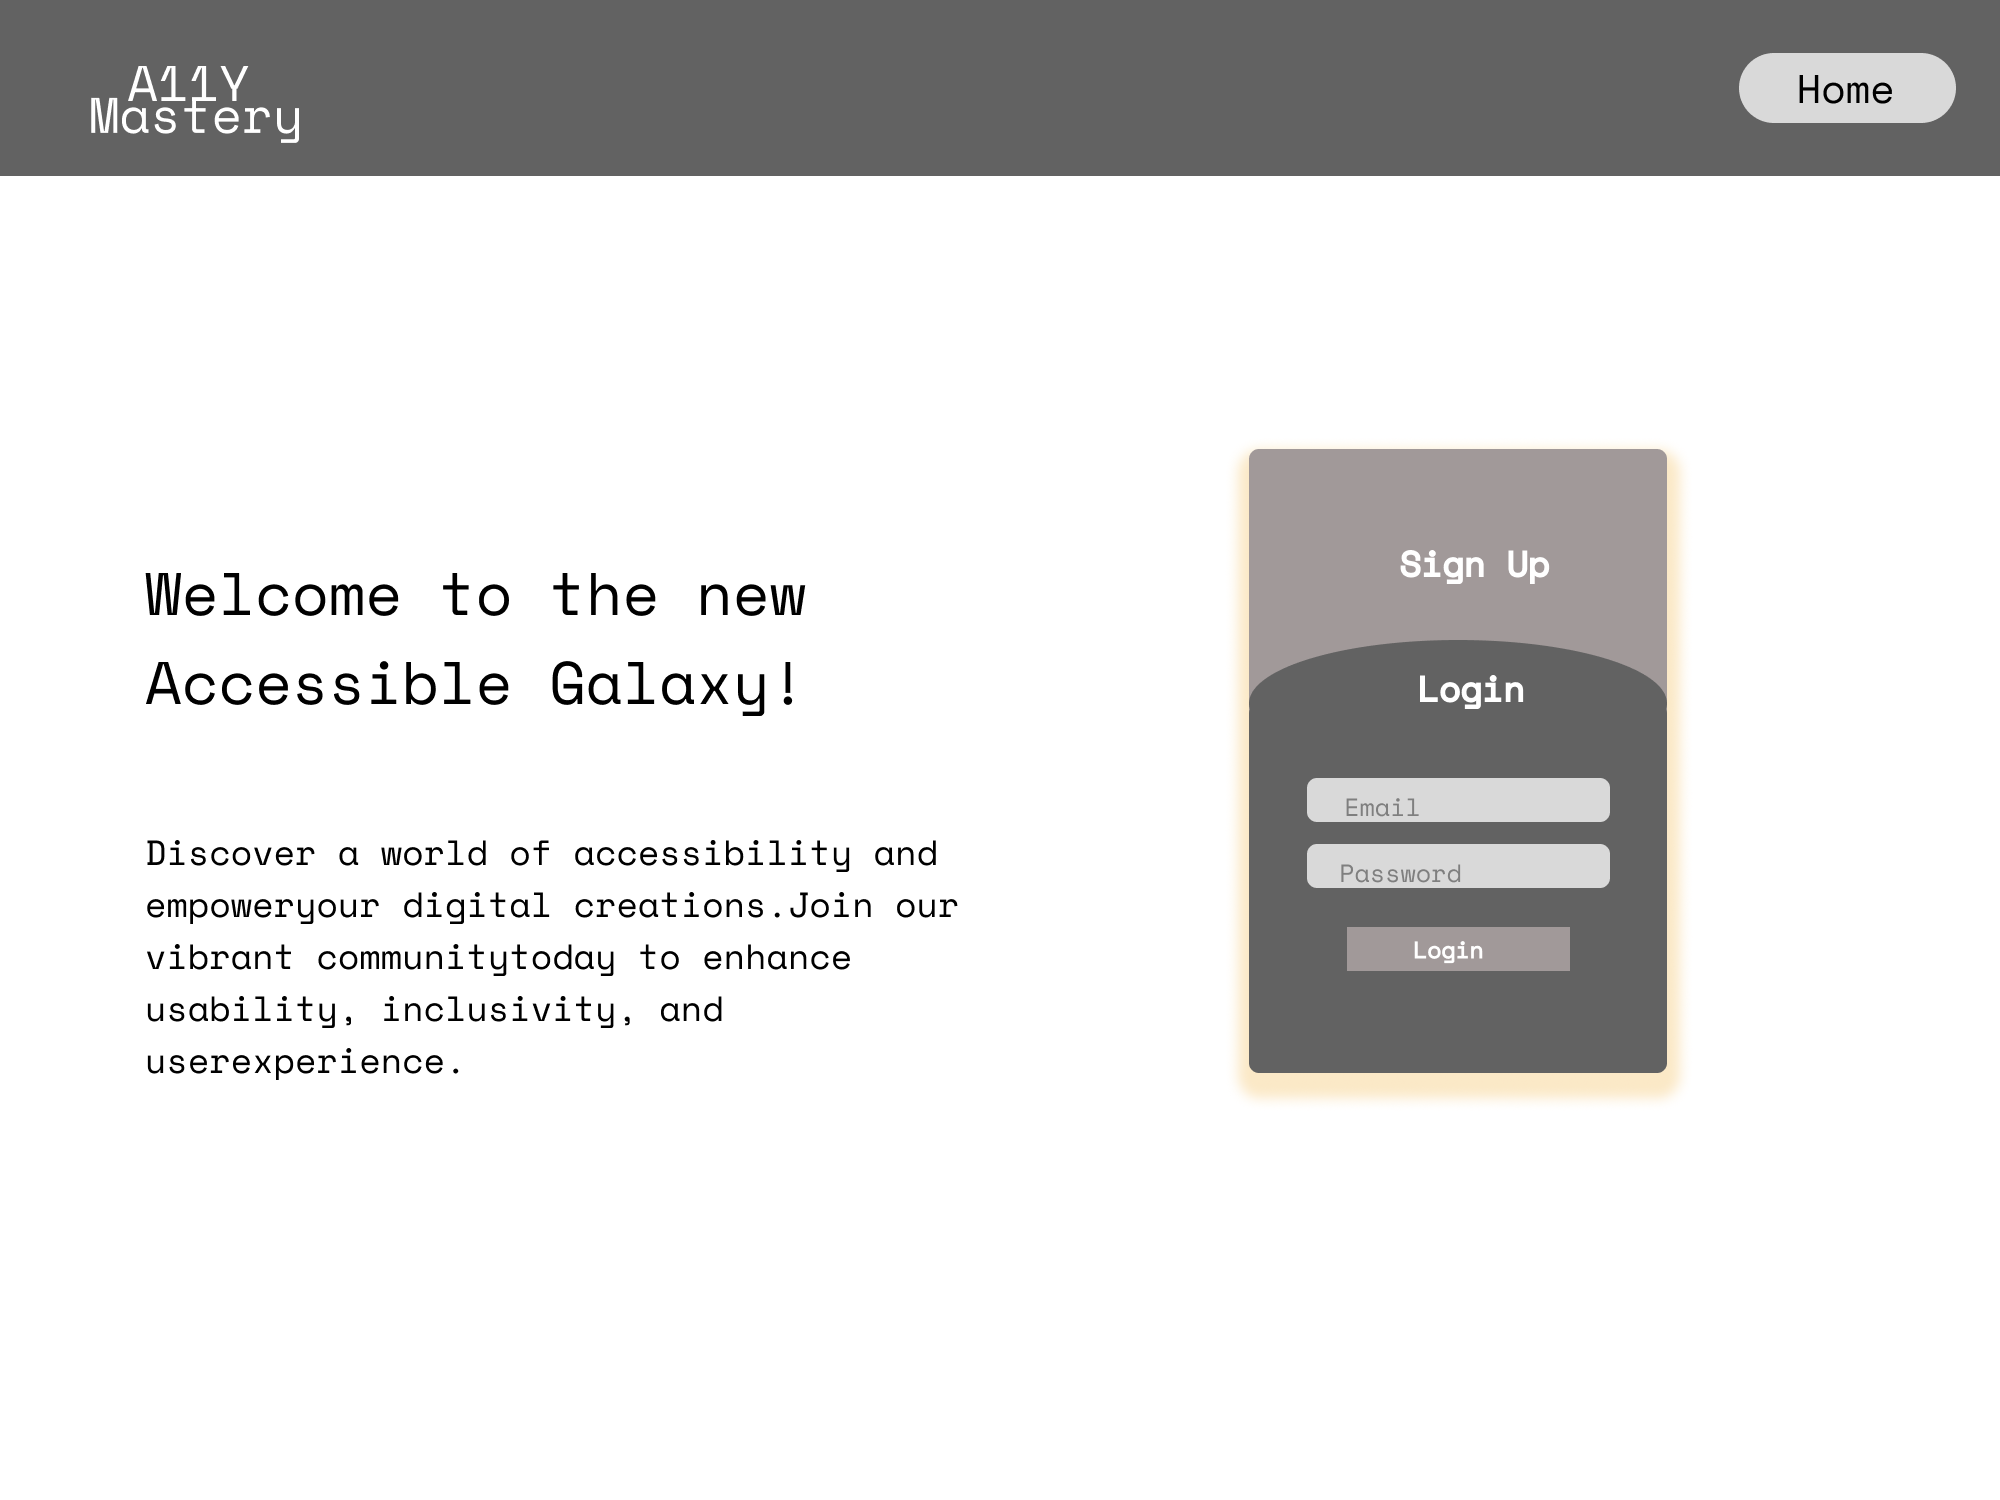 A11Y
Mastery
Home
Welcome to the new
Accessible Galaxy!
Discover a world of accessibility and
empoweryour digital creations.Join our
vibrant communitytoday to enhance
usability, inclusivity, and
userexperience.
Sign Up
Login
Email
Password
Login